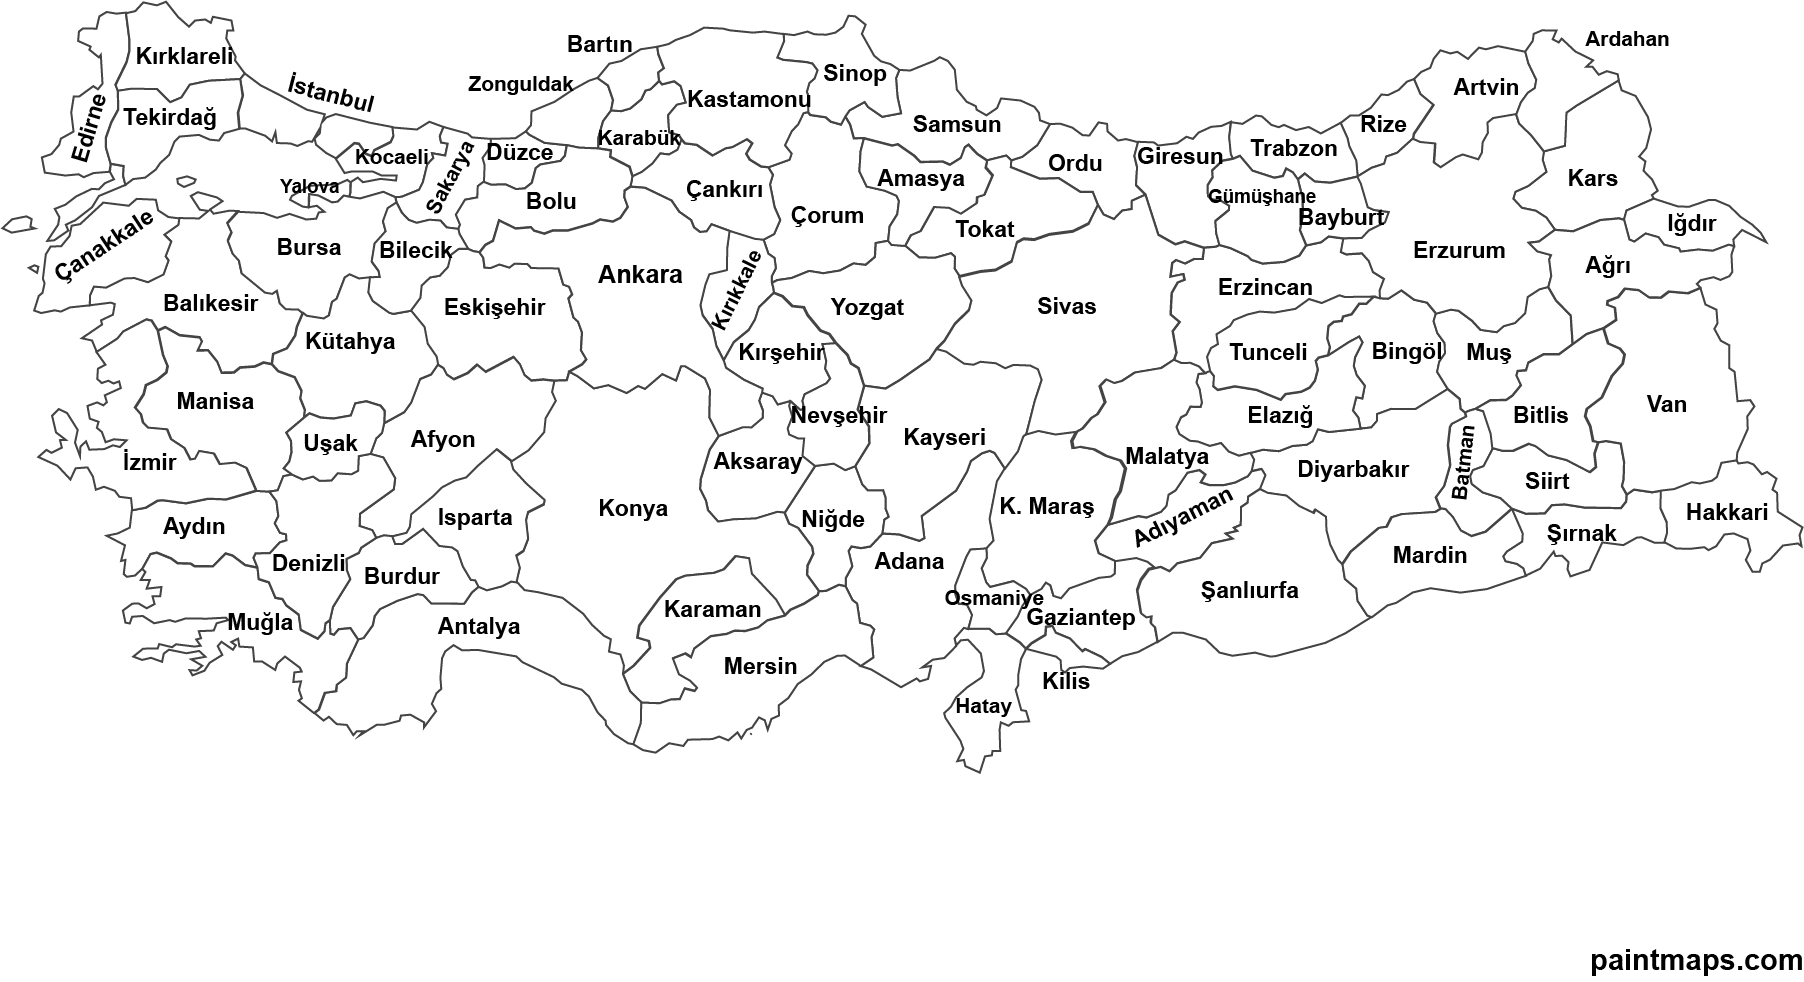 Bartın
Ardahan
Kırklareli
Sinop
Zonguldak
Artvin
İstanbul
Kastamonu
Tekirdağ
Edirne
Samsun
Rize
Karabük
Trabzon
Düzce
Kocaeli
Giresun
Ordu
Sakarya
Yalova
Çankırı
Amasya
Kars
Bolu
Gümüşhane
Çorum
Bayburt
Iğdır
Tokat
Çanakkale
Bursa
Bilecik
Erzurum
Ağrı
Ankara
Kırıkkale
Erzincan
Balıkesir
Eskişehir
Yozgat
Sivas
Kütahya
Kırşehir
Tunceli
Bingöl
Muş
Manisa
Nevşehir
Elazığ
Bitlis
Van
Uşak
Afyon
Kayseri
İzmir
Aksaray
Malatya
Diyarbakır
Batman
Siirt
Konya
K. Maraş
Adıyaman
Isparta
Niğde
Aydın
Hakkari
Şırnak
Mardin
Denizli
Adana
Burdur
Şanlıurfa
Osmaniye
Karaman
Gaziantep
Muğla
Antalya
Mersin
Kilis
Hatay
paintmaps.com